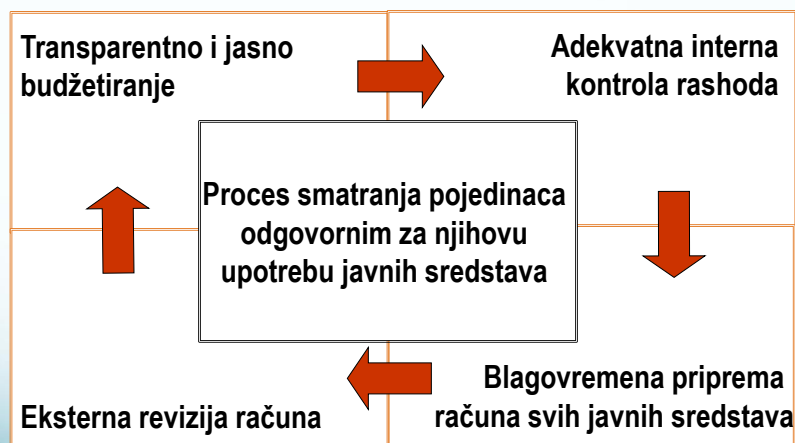 Transparentno i jasno
budžetiranje
Adekvatna interna
kontrola rashoda
Proces smatranja pojedinaca
odgovornim za njihovu
upotrebu javnih sredstava
Eksterna revizija računa
Blagovremena priprema
računa svih javnih sredstava